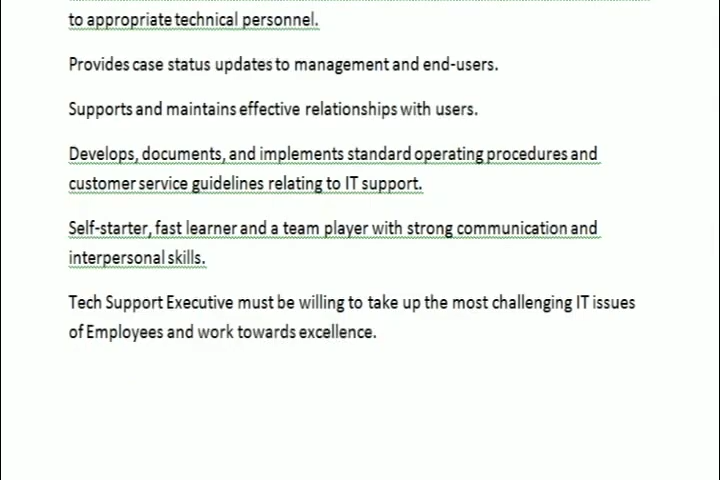 to appropriate technical personnel.
Provides case status updates to management and end-users.
Supports and maintains effective relationships with users.
Develops, documents, and implements standard operating procedures and
customer service guidelines relating to IT support.
Self-starter, fast learner and a team player with strong communication and
interpersonal skills.
Tech Support Executive must be willing to take up the most challenging IT issues
of Employees and work towards excellence.